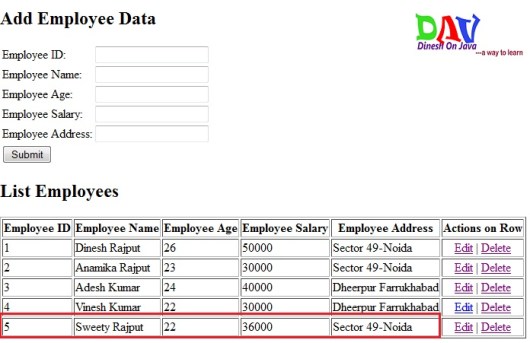 Add Employee Data
DAV
Dinesh On Java
...a way to learn
Employee ID:
Employee Name:
Employee Age:
Employee Salary:
Employee Address:
Submit
List Employees
Employee ID Employee Name Employee Age Employee Salary Employee Address Actions on Row
1 Dinesh Rajput 26 50000 Sector 49-Noida Edit | Delete
2 Anamika Rajput 23 30000 Sector 49-Noida Edit | Delete
3 Adesh Kumar 24 40000 Dheerpur Farrukhabad Edit | Delete
4 Vinesh Kumar 22 30000 Dheerpur Farrukhabad Edit | Delete
5 Sweety Rajput 22 36000 Sector 49-Noida Edit | Delete